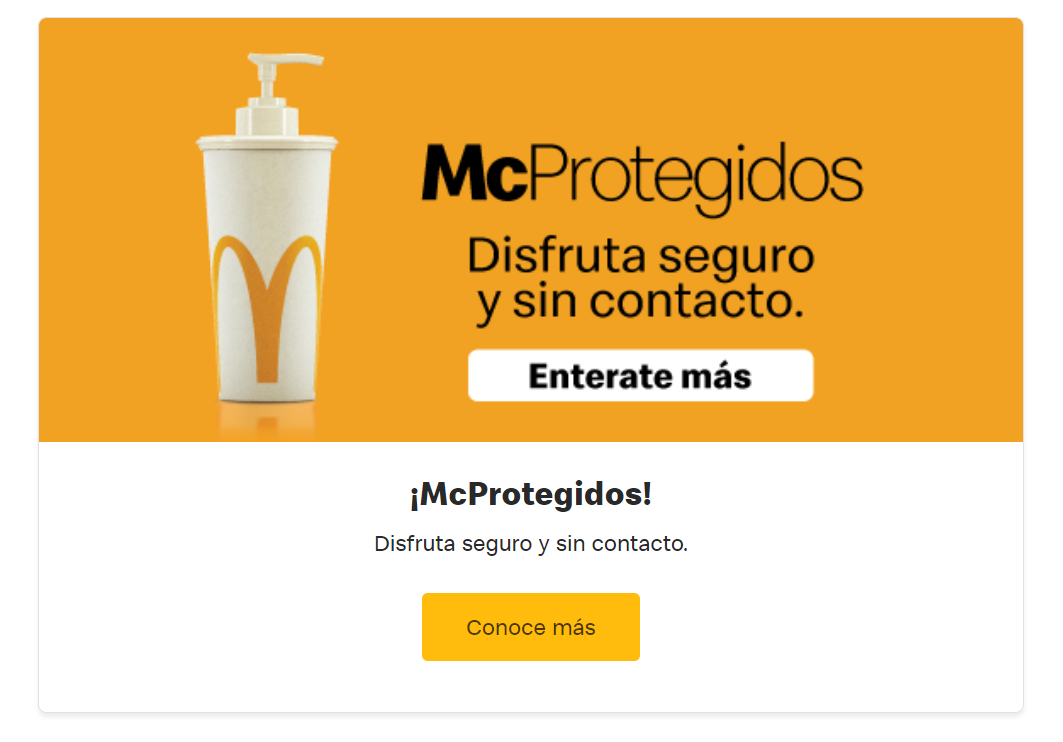 McProtegidos
Disfruta seguro
y sin contacto.
Enterate más
¡McProtegidos!
Disfruta seguro y sin contacto.
Conoce más